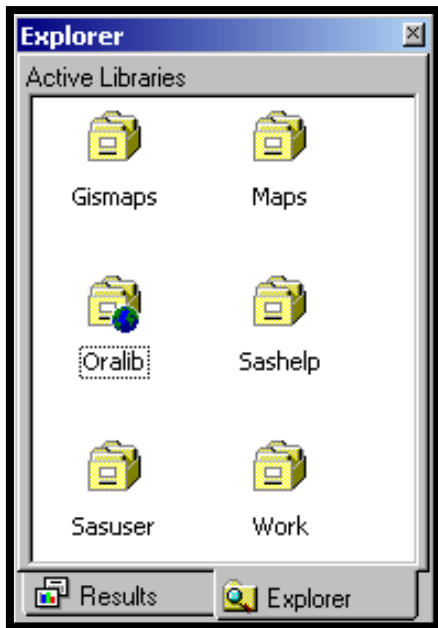 Explorer
Active Libraries
Gismaps Maps
Oralib Sashelp
Sasuser Work
Results Explorer